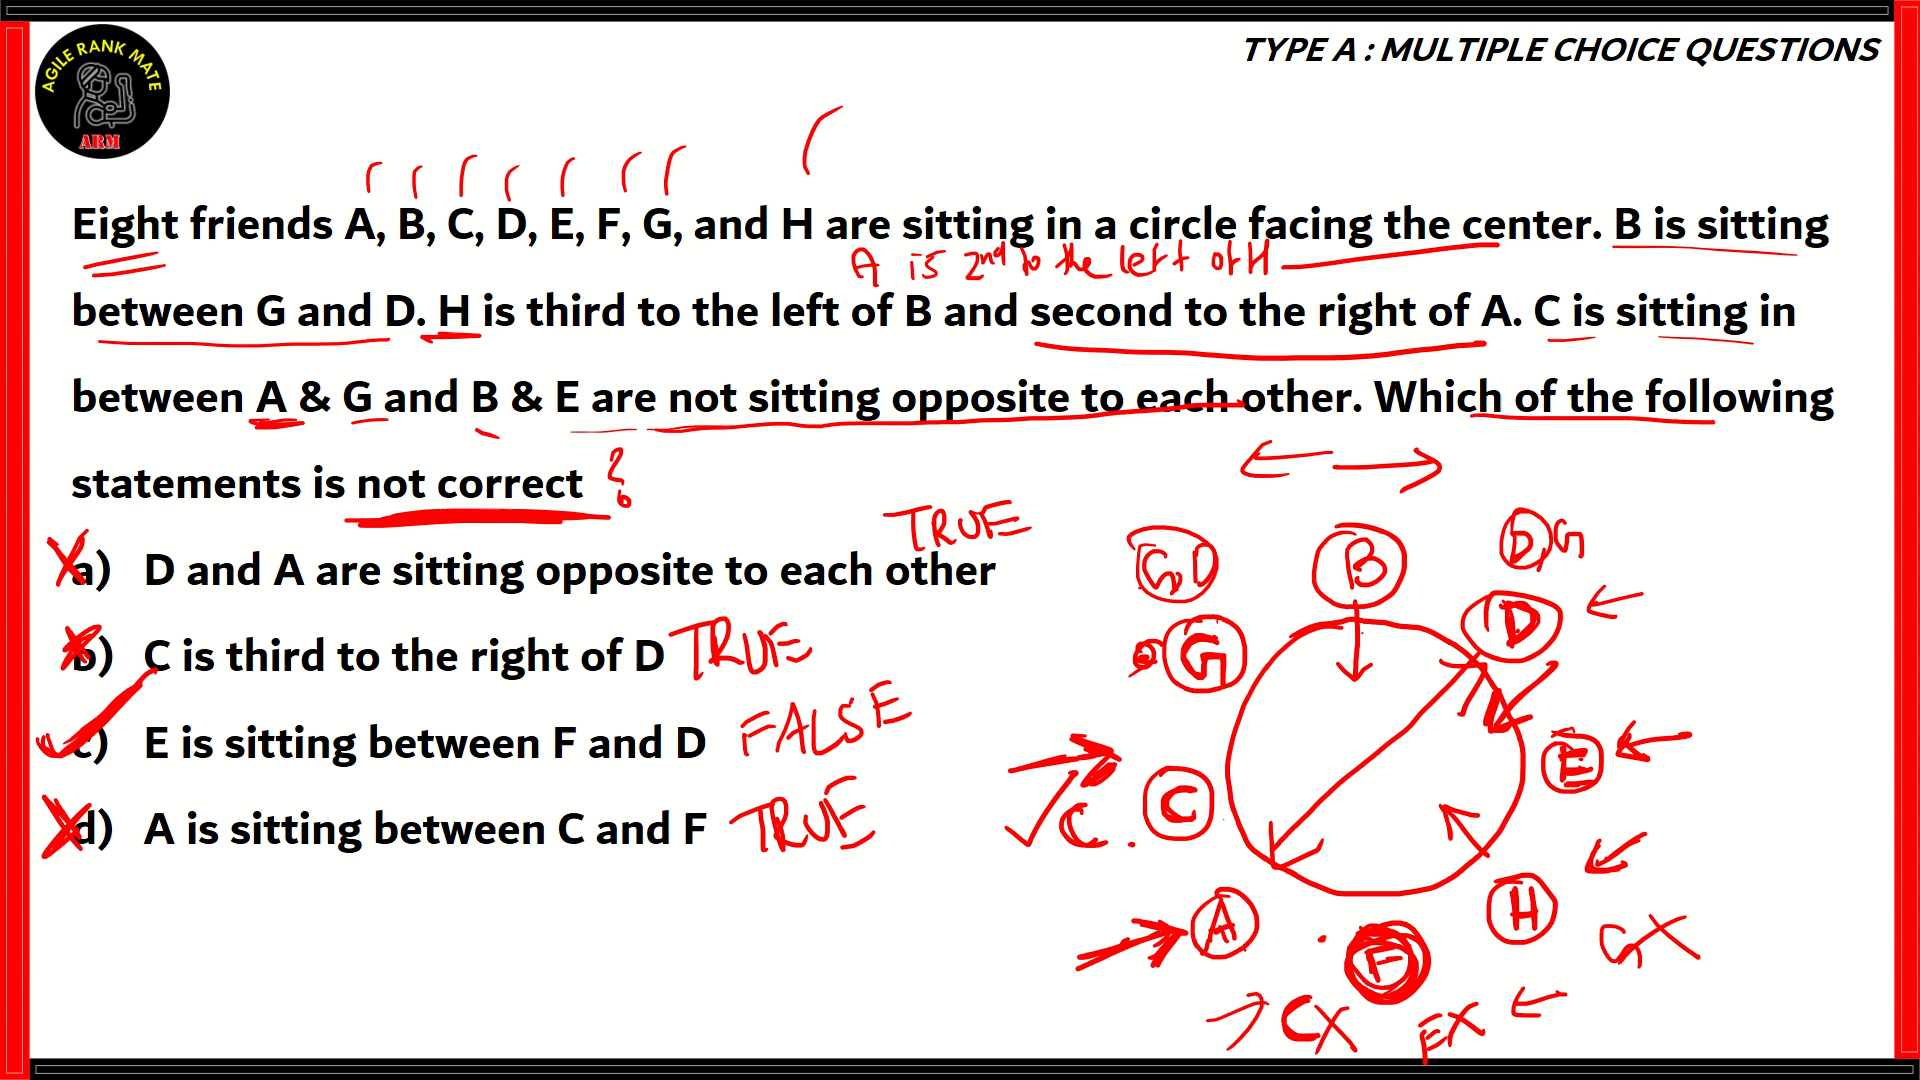 AGILE RANK MATE
ARM
TYPE A : MULTIPLE CHOICE QUESTIONS
Eight friends A, B, C, D, E, F, G, and H are sitting in a circle facing the center. B is sitting
A is 2nd to the left of H
between G and D. H is third to the left of B and second to the right of A. C is sitting in
between A & G and B & E are not sitting opposite to each other. Which of the following
statements is not correct ?
a) D and A are sitting opposite to each other TRUE
b) C is third to the right of D TRUE
c) E is sitting between F and D FALSE
d) A is sitting between C and F TRUE
G, D
B
D, G
G
D
E
C
C
A
F
H
G X
C X
E X